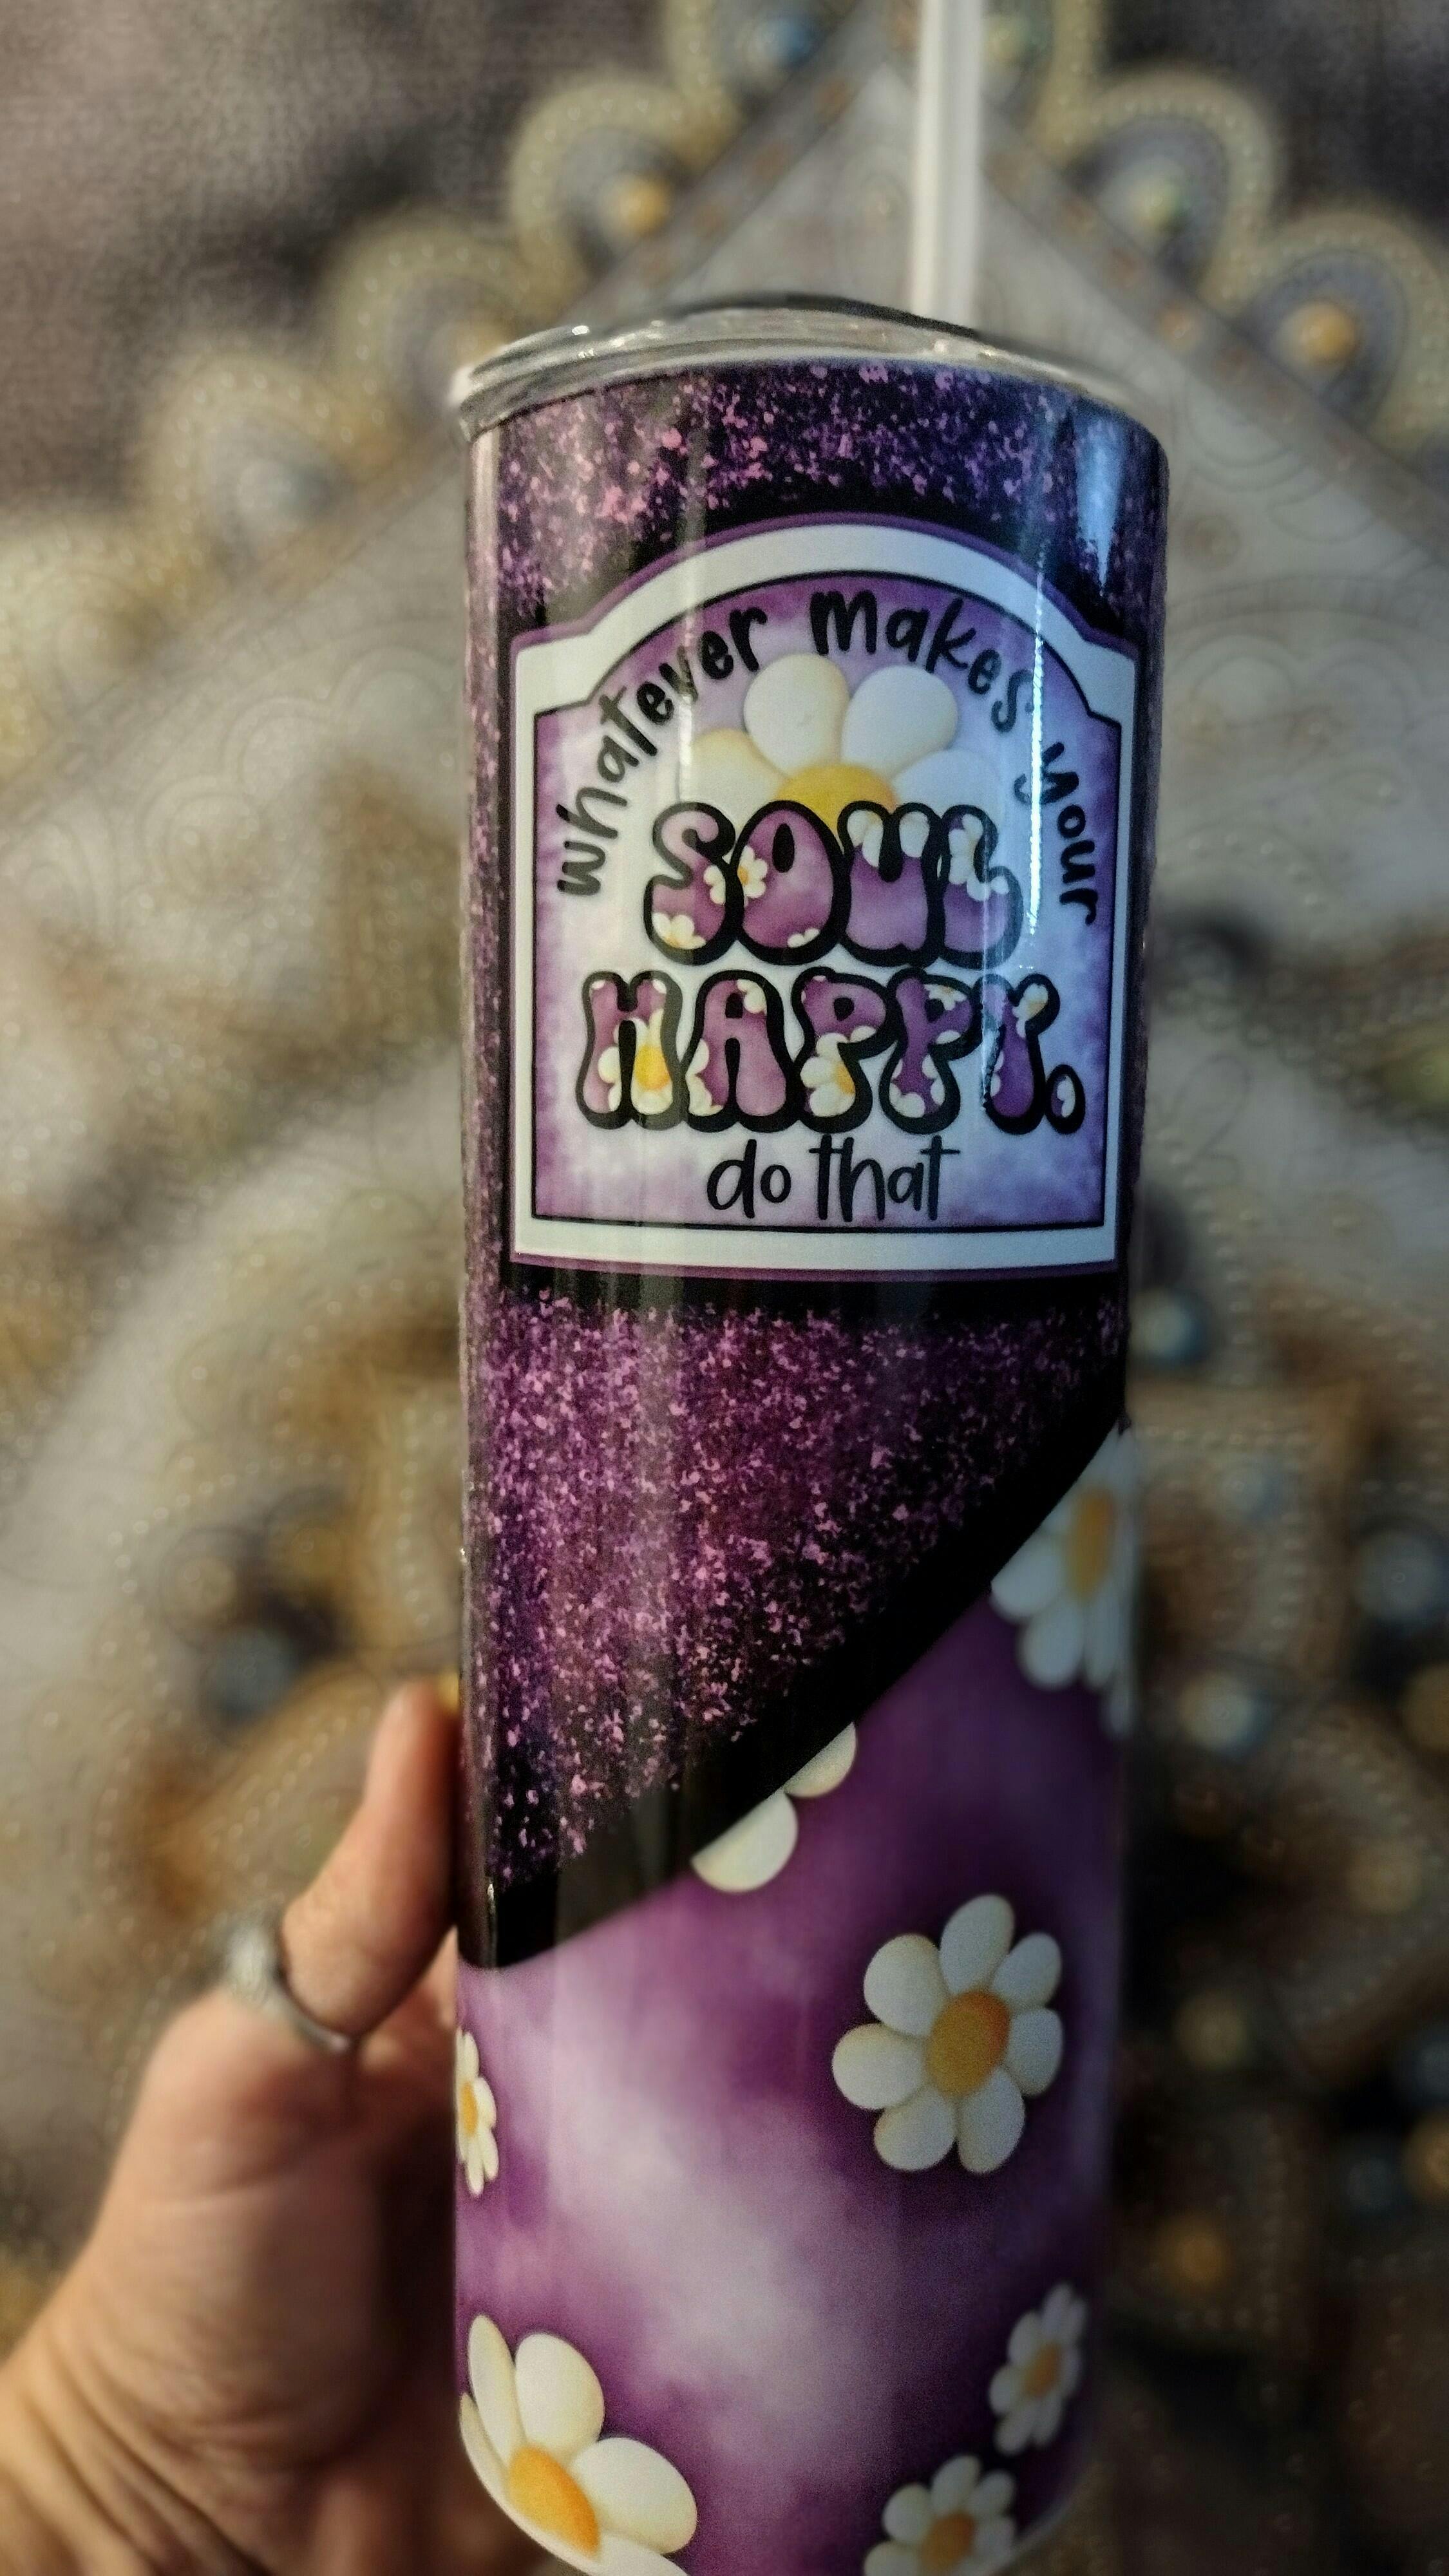 whatever makes your
SOUL
HAPPY.
do that